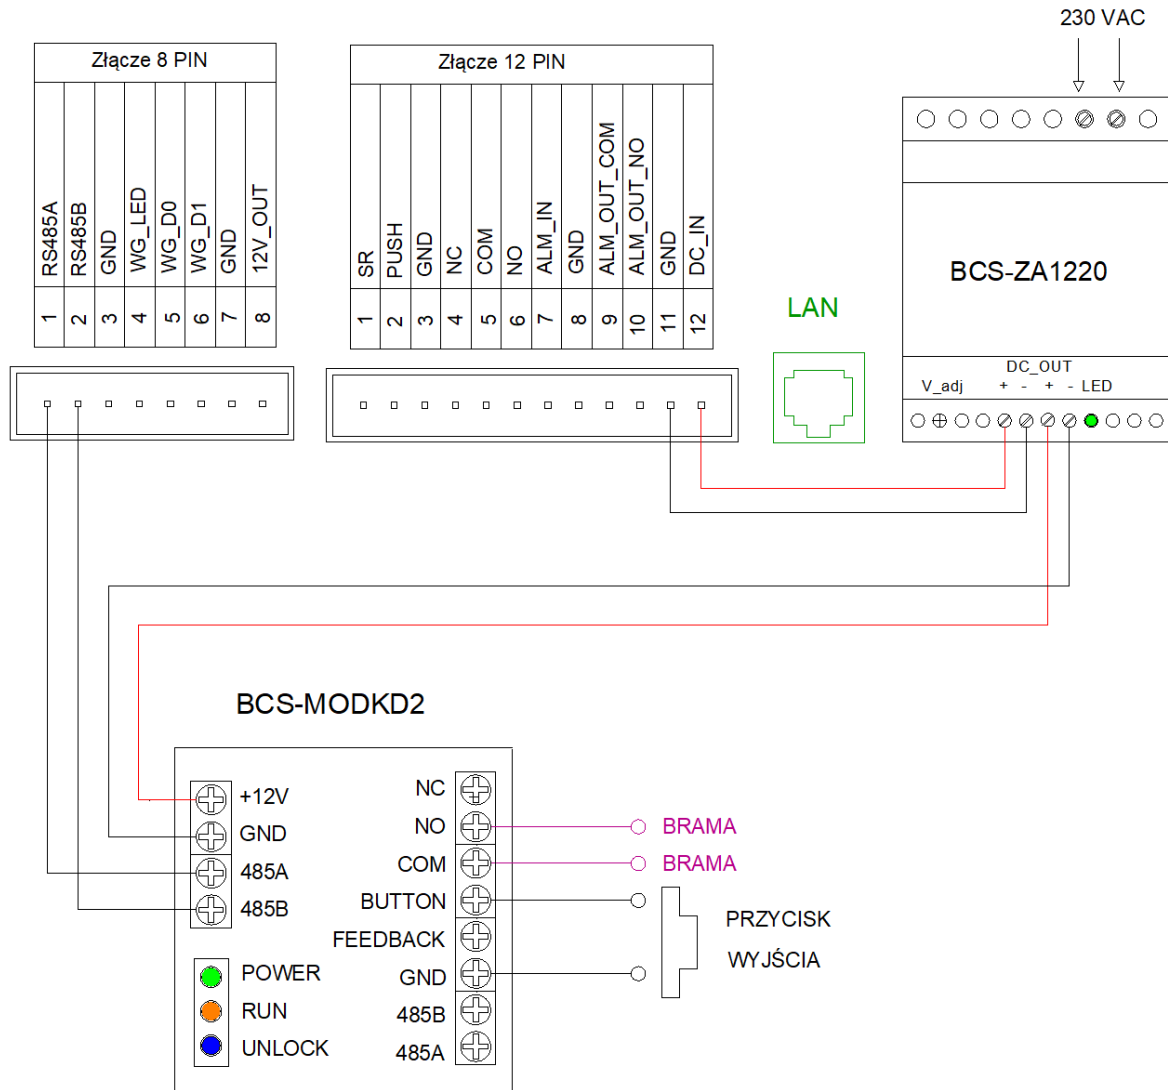 230 VAC
Złącze 8 PIN
RS485A
RS485B
GND
WG_LED
WG_D0
WG_D1
GND
12V_OUT
1
2
3
4
5
6
7
8
Złącze 12 PIN
SR
PUSH
GND
NC
COM
NO
ALM_IN
GND
ALM_OUT_COM
ALM_OUT_NO
GND
DC_IN
1
2
3
4
5
6
7
8
9
10
11
12
LAN
BCS-ZA1220
DC_OUT
V_adj + - + - LED
BCS-MODKD2
+12V
GND
485A
485B
POWER
RUN
UNLOCK
NC
NO
COM
BUTTON
FEEDBACK
GND
485B
485A
BRAMA
BRAMA
PRZYCISK
WYJŚCIA